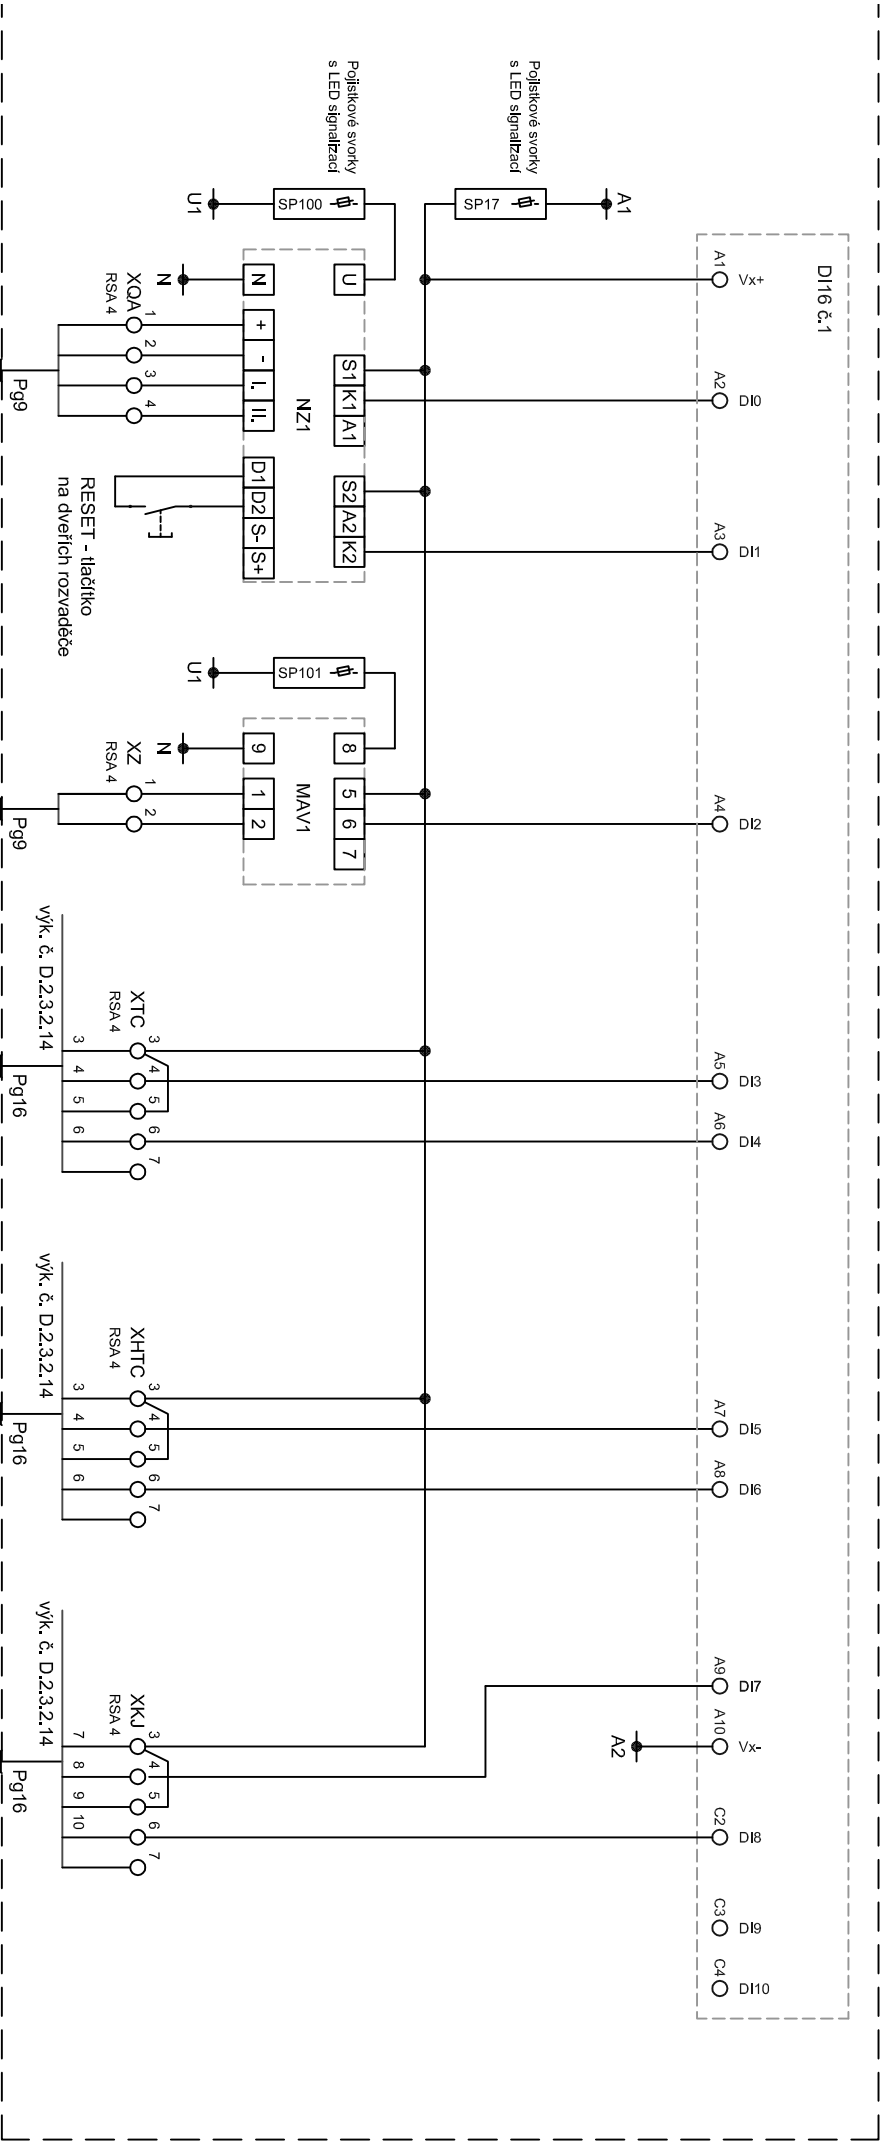 DI16 č.1
A1
Vx+
A2
DI0
A3
DI1
A4
DI2
A5
DI3
A6
DI4
A7
DI5
A8
DI6
A9
DI7
A10
Vx-
C2
DI8
C3
DI9
C4
DI10
A1
A2
Pojistkové svorky
s LED signalizací
SP17
Pojistkové svorky
s LED signalizací
SP100
U1
U
N
N
S1
K1
A1
S2
A2
K2
NZ1
+
-
I.
II.
D1
D2
S-
S+
XQA
RSA 4
1
2
3
4
Pg9
RESET - tlačítko
na dveřích rozvaděče
SP101
U1
8
9
N
5
6
7
MAV1
1
2
XZ
RSA 4
1
2
Pg9
XTC
RSA 4
3
4
5
6
7
3
4
5
6
výk. č. D.2.3.2.14
Pg16
XHTC
RSA 4
3
4
5
6
7
3
4
5
6
výk. č. D.2.3.2.14
Pg16
XKJ
RSA 4
3
4
5
6
7
7
8
9
10
výk. č. D.2.3.2.14
Pg16